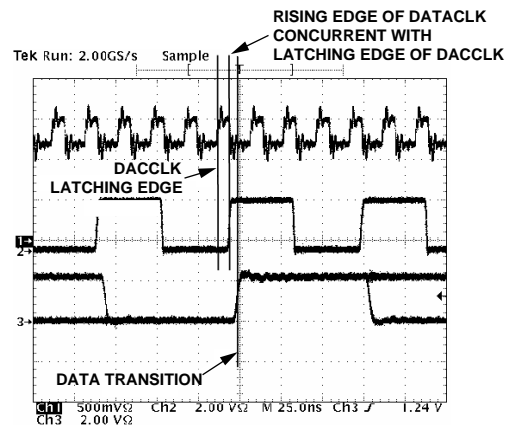 RISING EDGE OF DATACLK
CONCURRENT WITH
LATCHING EDGE OF DACCLK
Tek Run: 2.00GS/s Sample
DACCLK
LATCHING EDGE
1
2
3
DATA TRANSITION
Ch1 500mVΩ Ch2 2.00 VΩ M 25.0ns Ch3 ƒ 1.24 V
Ch3 2.00 VΩ